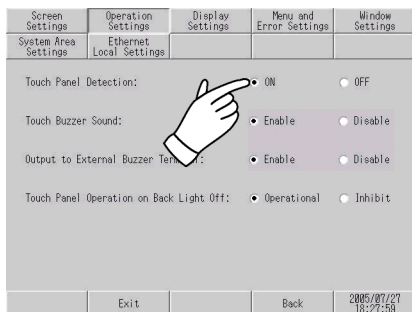 Screen Settings
Operation Settings
Display Settings
Menu and Error Settings
Window Settings
System Area Settings
Ethernet Local Settings
Touch Panel Detection: ON OFF
Touch Buzzer Sound: Enable Disable
Output to External Buzzer Enable Disable
Touch Panel Operation on Back Light Off: Operational Inhibit
Exit
Back
2005/07/27
18:27:59